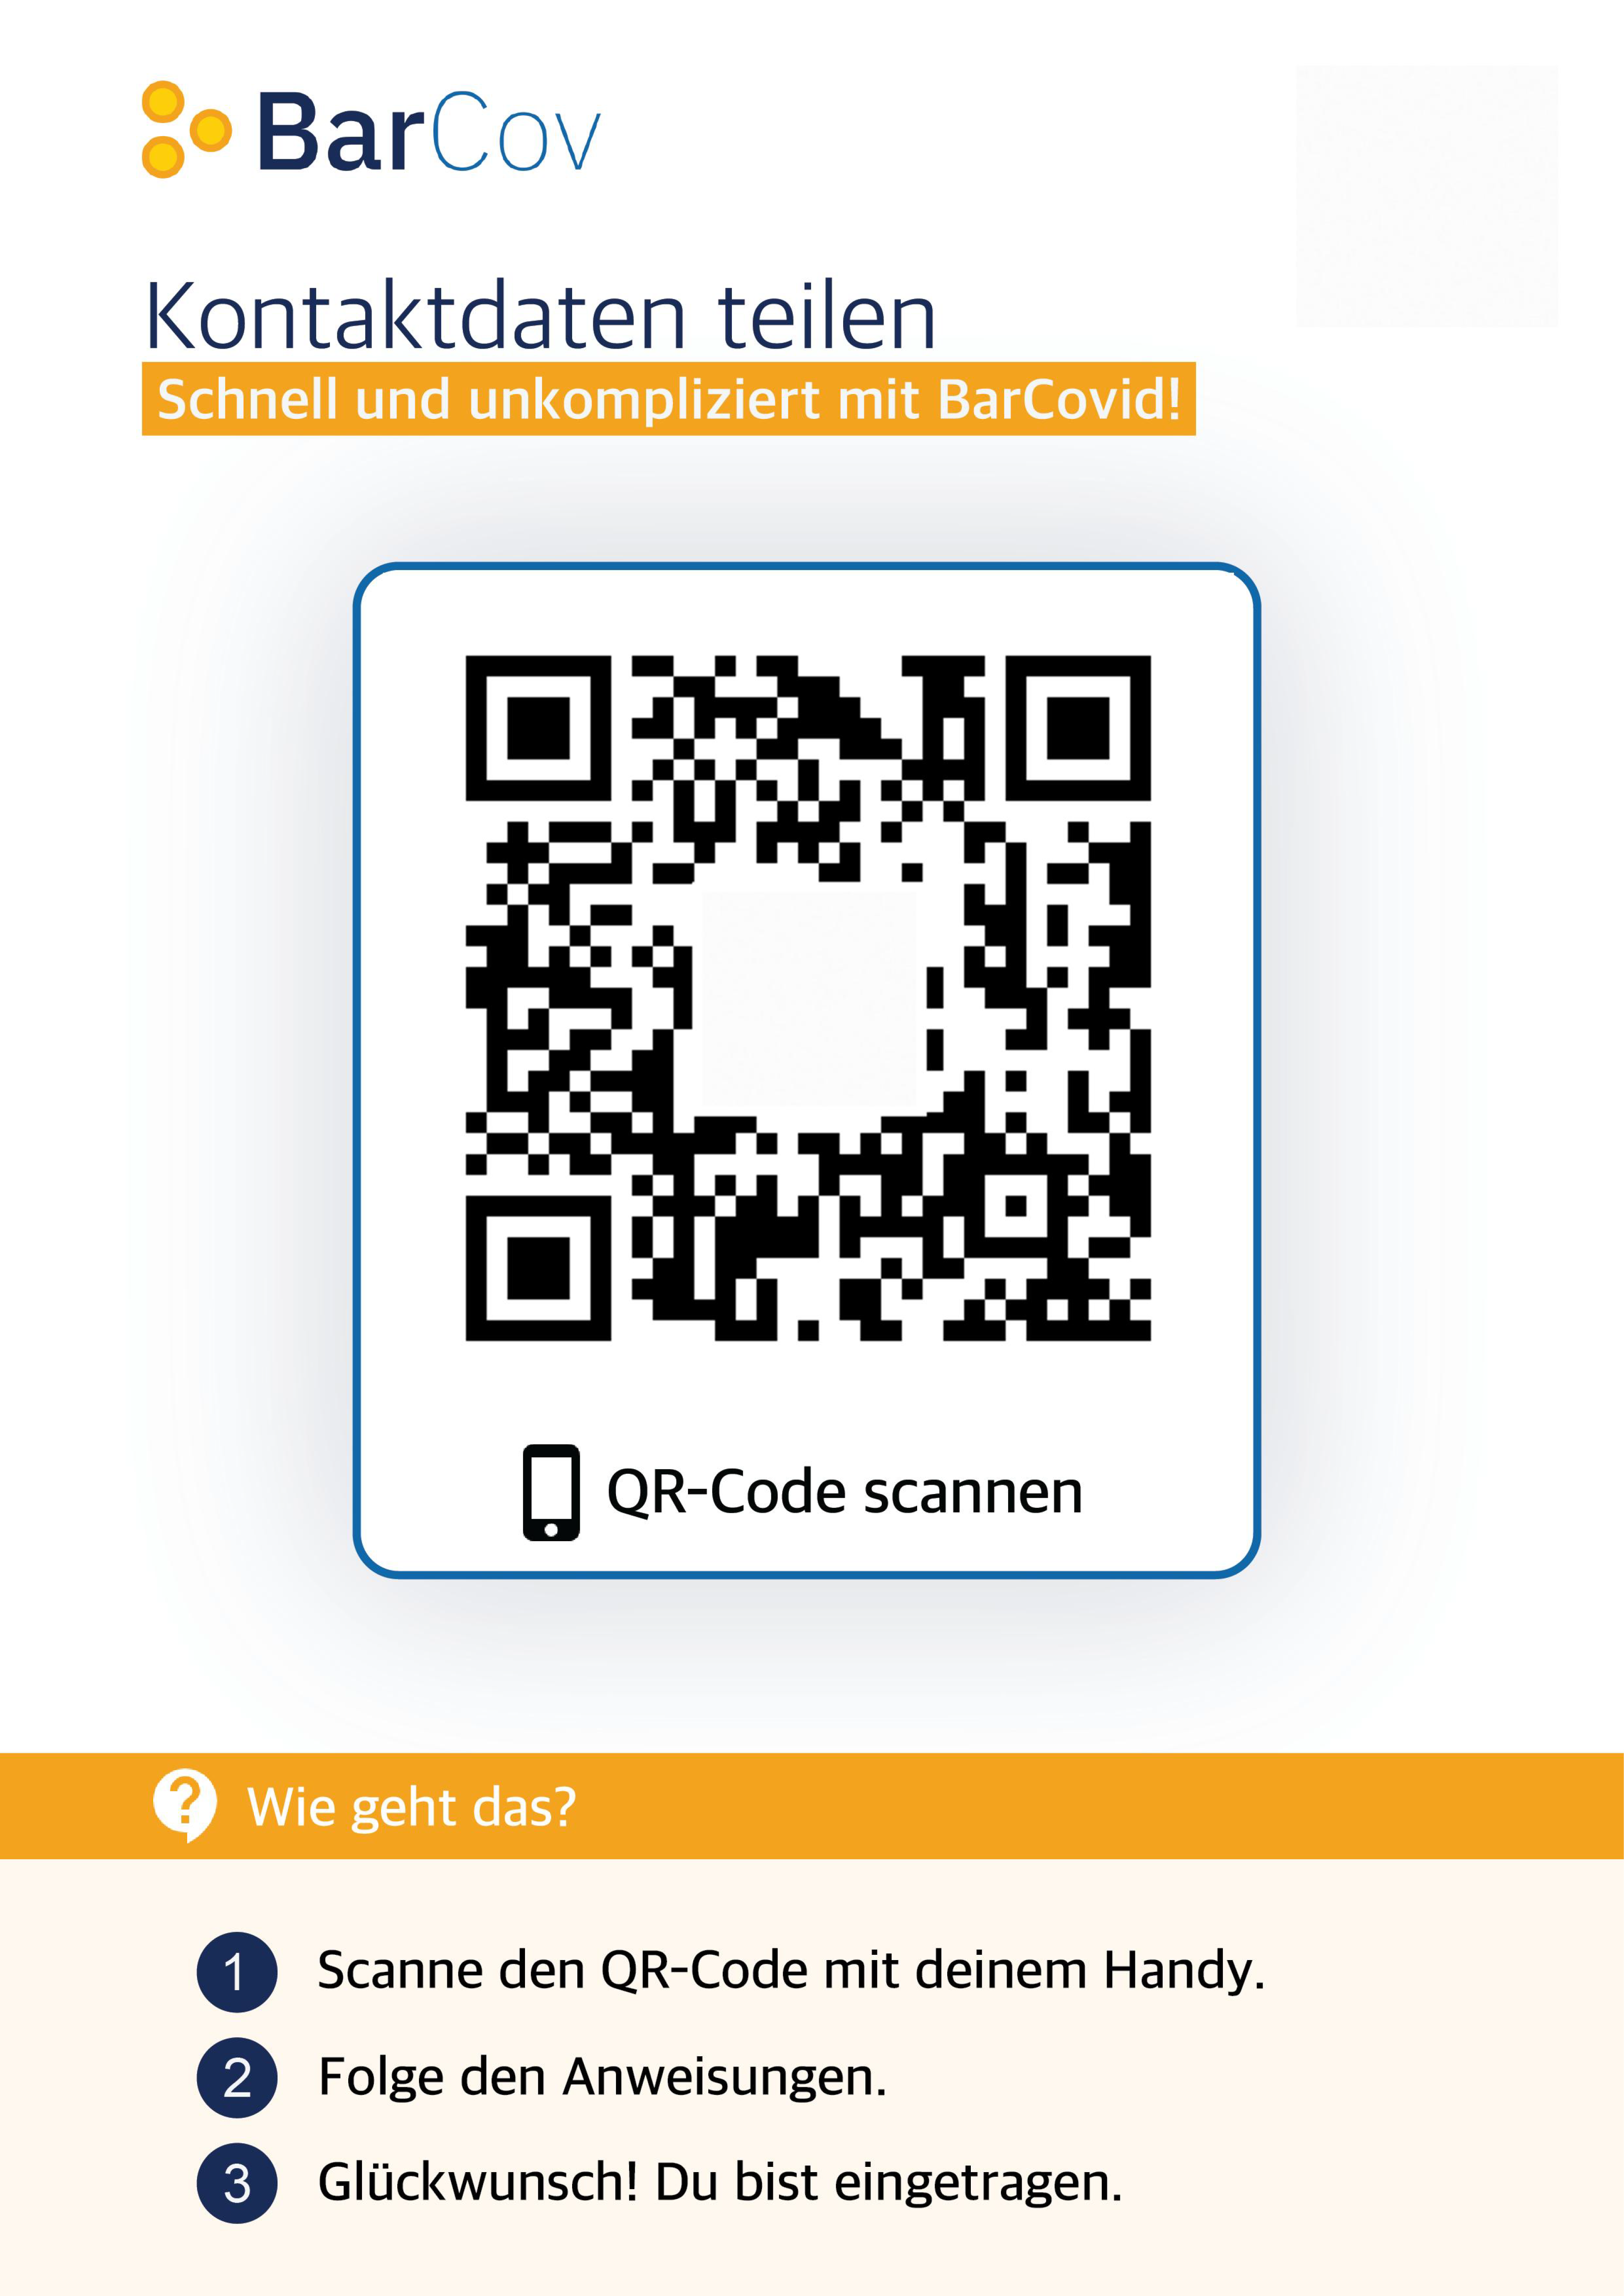 BarCov
Kontaktdaten teilen
Schnell und unkompliziert mit BarCovid!
QR-Code scannen
? Wie geht das?
1 Scanne den QR-Code mit deinem Handy.
2 Folge den Anweisungen.
3 Glückwunsch! Du bist eingetragen.